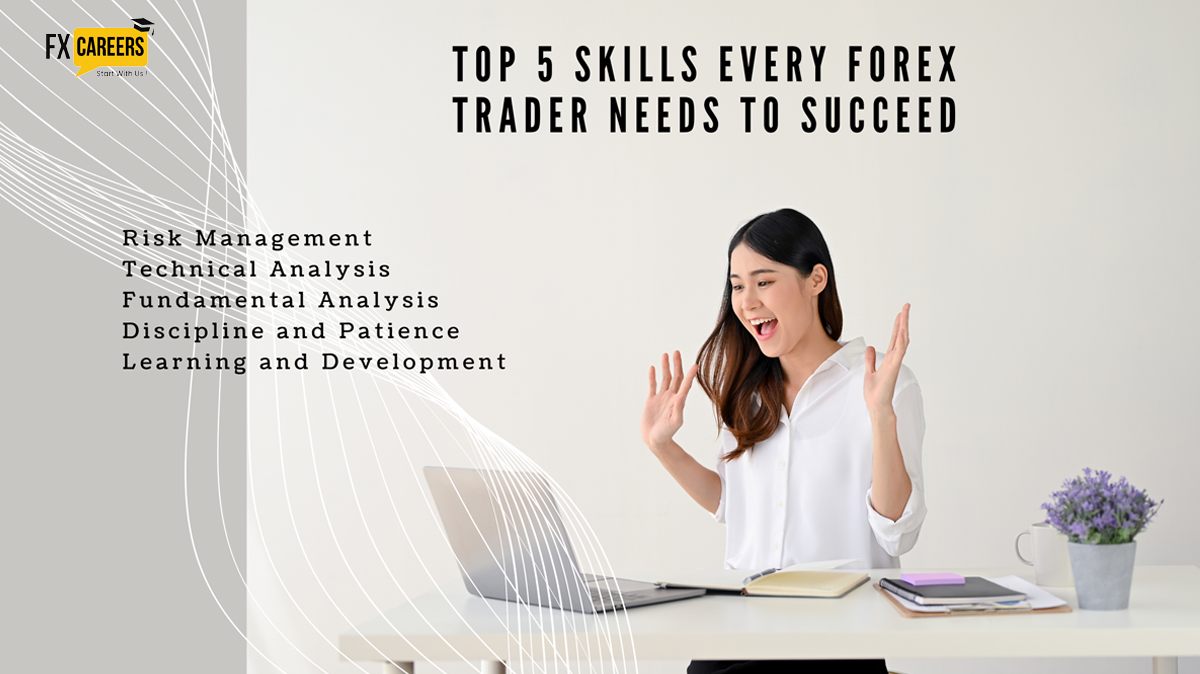 FX CAREERS
Start With Us !
TOP 5 SKILLS EVERY FOREX
TRADER NEEDS TO SUCCEED
Risk Management
Technical Analysis
Fundamental Analysis
Discipline and Patience
Learning and Development